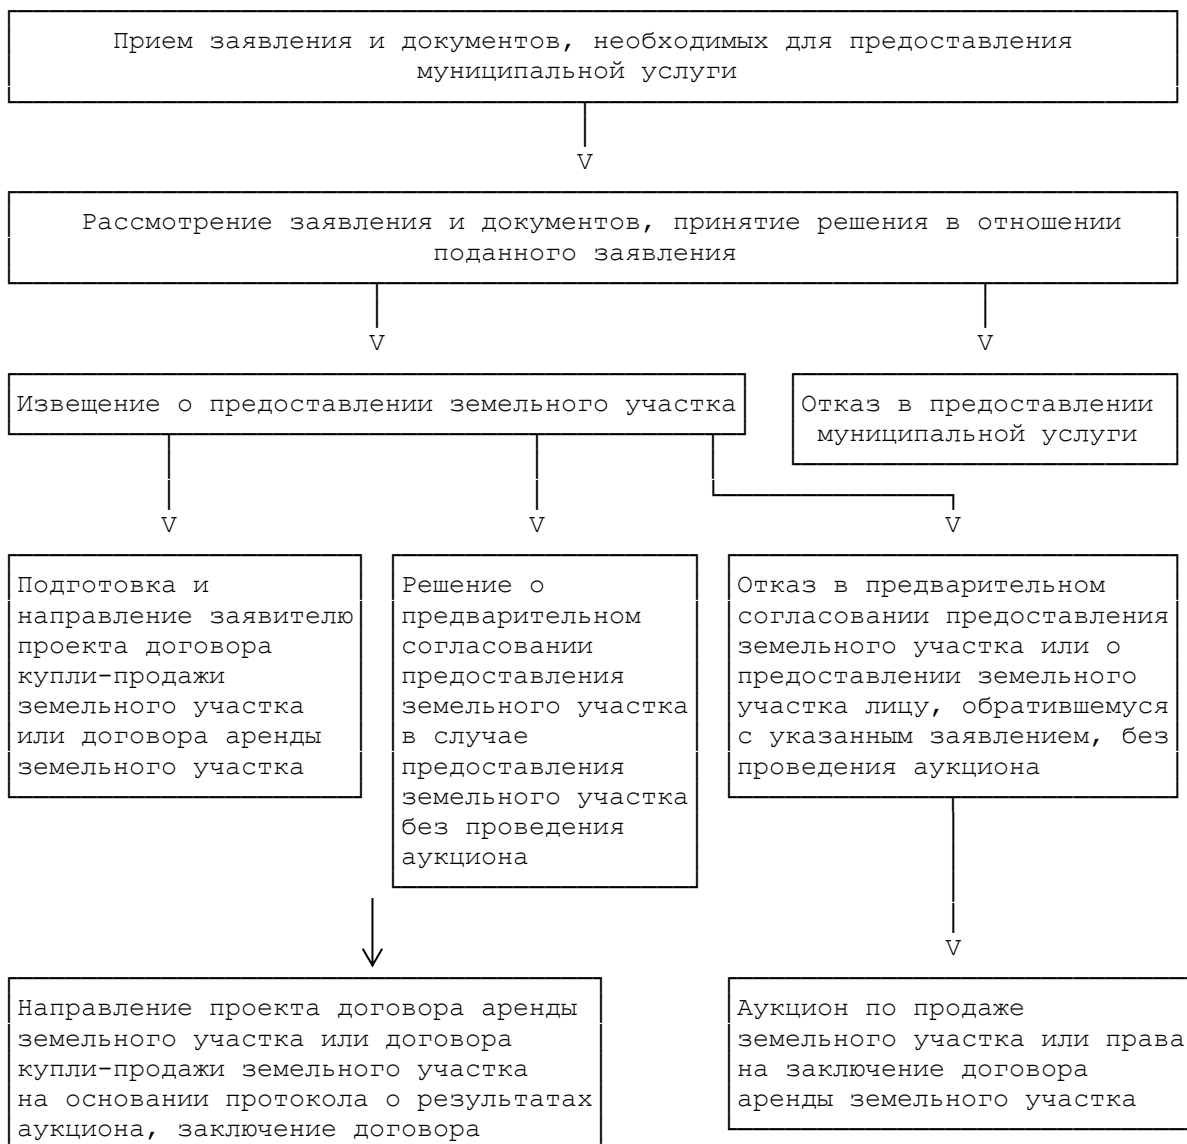 Прием заявления и документов, необходимых для предоставления
муниципальной услуги
V
Рассмотрение заявления и документов, принятие решения в отношении
поданного заявления
V
V
Извещение о предоставлении земельного участка
Отказ в предоставлении
муниципальной услуги
V
V
V
Подготовка и
направление заявителю
проекта договора
купли-продажи
земельного участка
или договора аренды
земельного участка
Решение о
предварительном
согласовании
предоставления
земельного участка
в случае
предоставления
земельного участка
без проведения
аукциона
Отказ в предварительном
согласовании предоставления
земельного участка или о
предоставлении земельного
участка лицу, обратившемуся
с указанным заявлением, без
проведения аукциона
V
Направление проекта договора аренды
земельного участка или договора
купли-продажи земельного участка
на основании протокола о результатах
аукциона, заключение договора
Аукцион по продаже
земельного участка или права
на заключение договора
аренды земельного участка